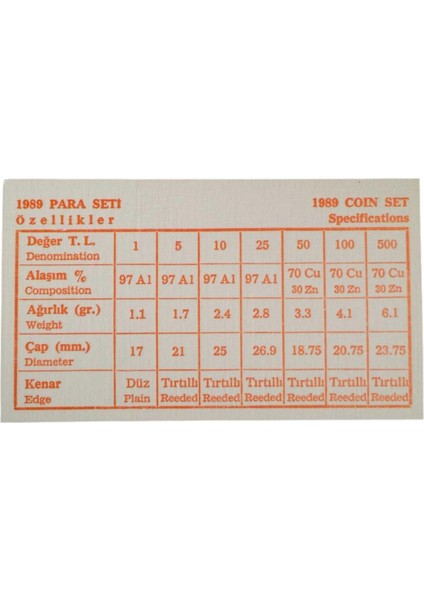 1989 PARA SETİ 1989 COIN SET
Özellikler Specifications
Değer T. L. 1 5 10 25 50 100 500
Denomination
Alaşım % 97 A1 97 A1 97 A1 97 A1 70 Cu 70 Cu 70 Cu
Composition 30 Zn 30 Zn 30 Zn
Ağırlık (gr.) 1.1 1.7 2.4 2.8 3.3 4.1 6.1
Weight
Çap (mm.) 17 21 25 26.9 18.75 20.75 23.75
Diameter
Kenar Düz Tırtıllı Tırtıllı Tırtıllı Tırtıllı Tırtıllı Tırtıllı
Edge Plain Reeded Reeded Reeded Reeded Reeded Reeded